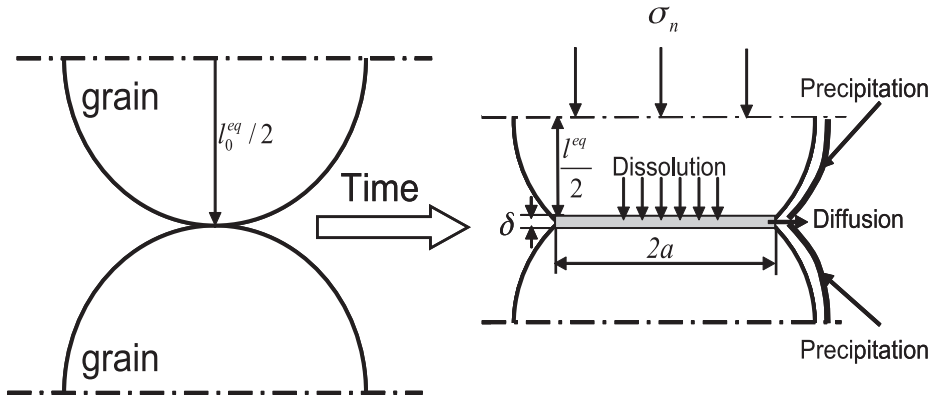 grain
l₀ᵉq / 2
grain
Time
σₙ
Precipitation
lᵉq
2
Dissolution
δ
Diffusion
2a
Precipitation